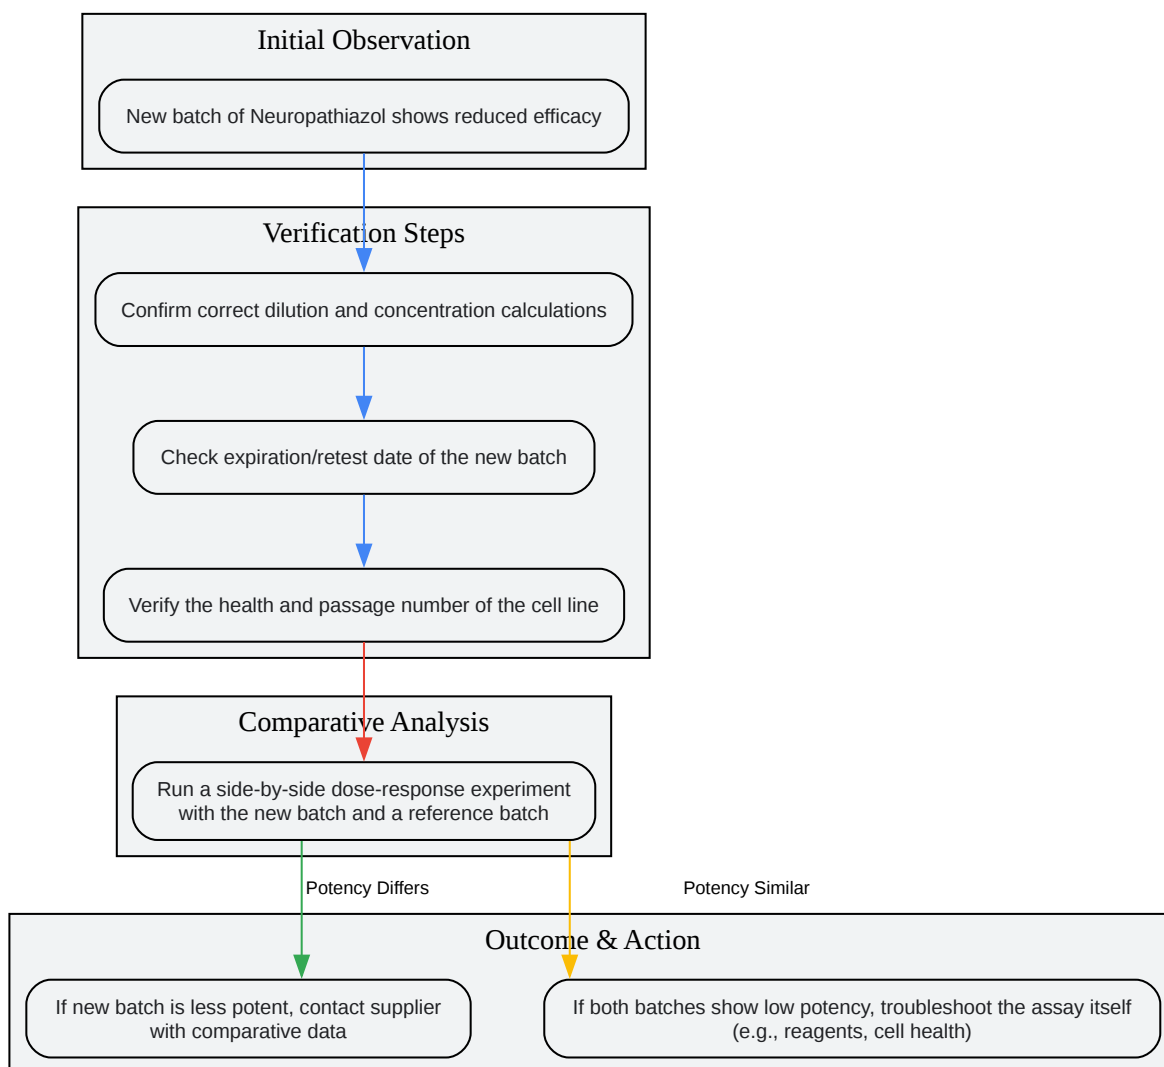 Initial Observation
New batch of Neuropathiazol shows reduced efficacy
Verification Steps
Confirm correct dilution and concentration calculations
Check expiration/retest date of the new batch
Verify the health and passage number of the cell line
Comparative Analysis
Run a side-by-side dose-response experiment
with the new batch and a reference batch
Potency Differs
Potency Similar
Outcome & Action
If new batch is less potent, contact supplier
with comparative data
If both batches show low potency, troubleshoot the assay itself
(e.g., reagents, cell health)